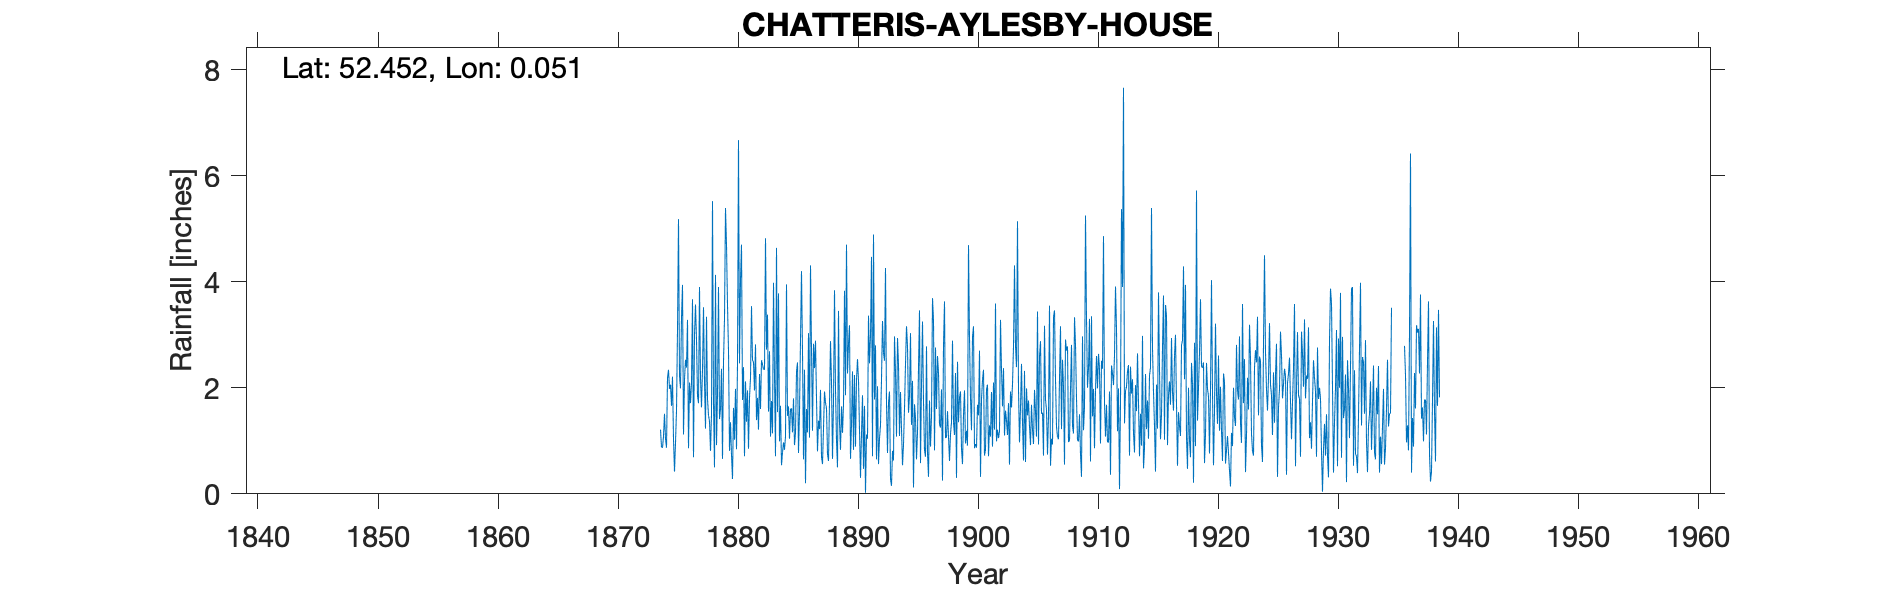 CHATTERIS-AYLESBY-HOUSE
Lat: 52.452, Lon: 0.051
Rainfall [inches]
8
6
4
2
0
1840 1850 1860 1870 1880 1890 1900 1910 1920 1930 1940 1950 1960
Year